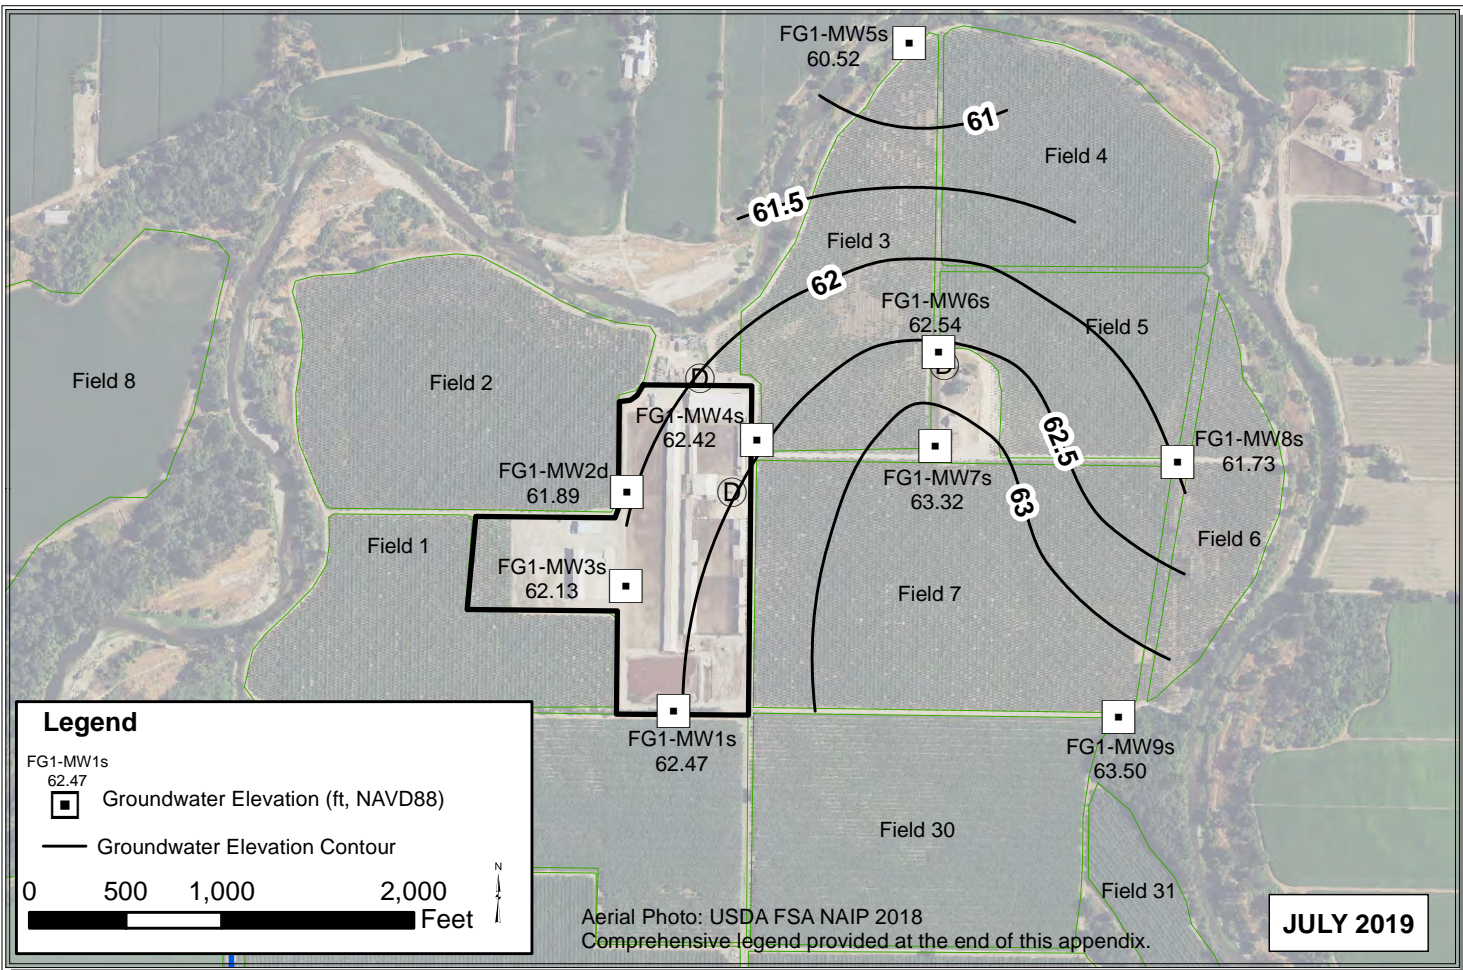 FG1-MW5s
60.52
61
Field 4
61.5
Field 3
62
FG1-MW6s
62.54
Field 5
Field 8
Field 2
D
D
FG1-MW4s
62.42
62.5
FG1-MW8s
61.73
FG1-MW2d
61.89
FG1-MW7s
63.32
D
63
Field 1
Field 6
FG1-MW3s
62.13
Field 7
FG1-MW1s
62.47
FG1-MW9s
63.50
Field 30
Field 31
Legend
FG1-MW1s
62.47
Groundwater Elevation (ft, NAVD88)
Groundwater Elevation Contour
N
0 500 1,000 2,000
Feet
Aerial Photo: USDA FSA NAIP 2018
Comprehensive legend provided at the end of this appendix.
JULY 2019